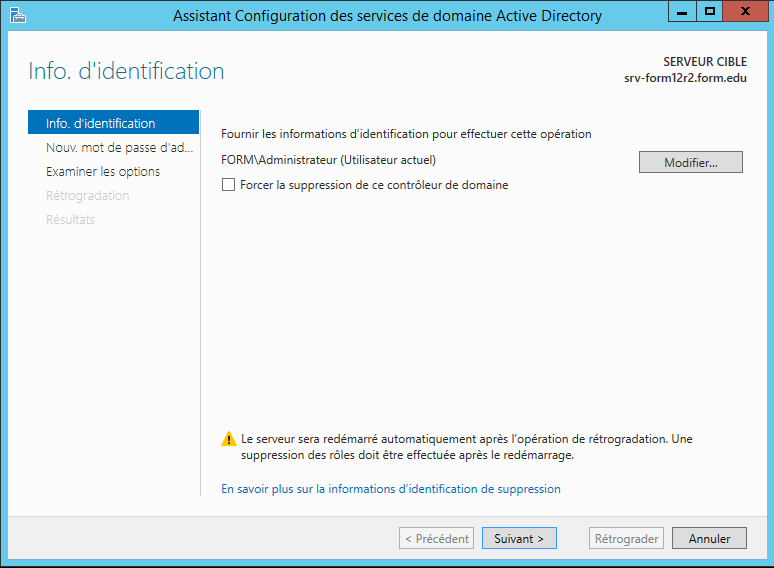 Assistant Configuration des services de domaine Active Directory
Info. d'identification
SERVEUR CIBLE
srv-form12r2.form.edu
Info. d'identification
Nouv. mot de passe d'ad...
Examiner les options
Rétrogradation
Résultats
Fournir les informations d'identification pour effectuer cette opération
FORM\Administrateur (Utilisateur actuel)
Modifier...
Forcer la suppression de ce contrôleur de domaine
Le serveur sera redémarré automatiquement après l'opération de rétrogradation. Une
suppression des rôles doit être effectuée après le redémarrage.
En savoir plus sur la informations d'identification de suppression
< Précédent
Suivant >
Rétrograder
Annuler